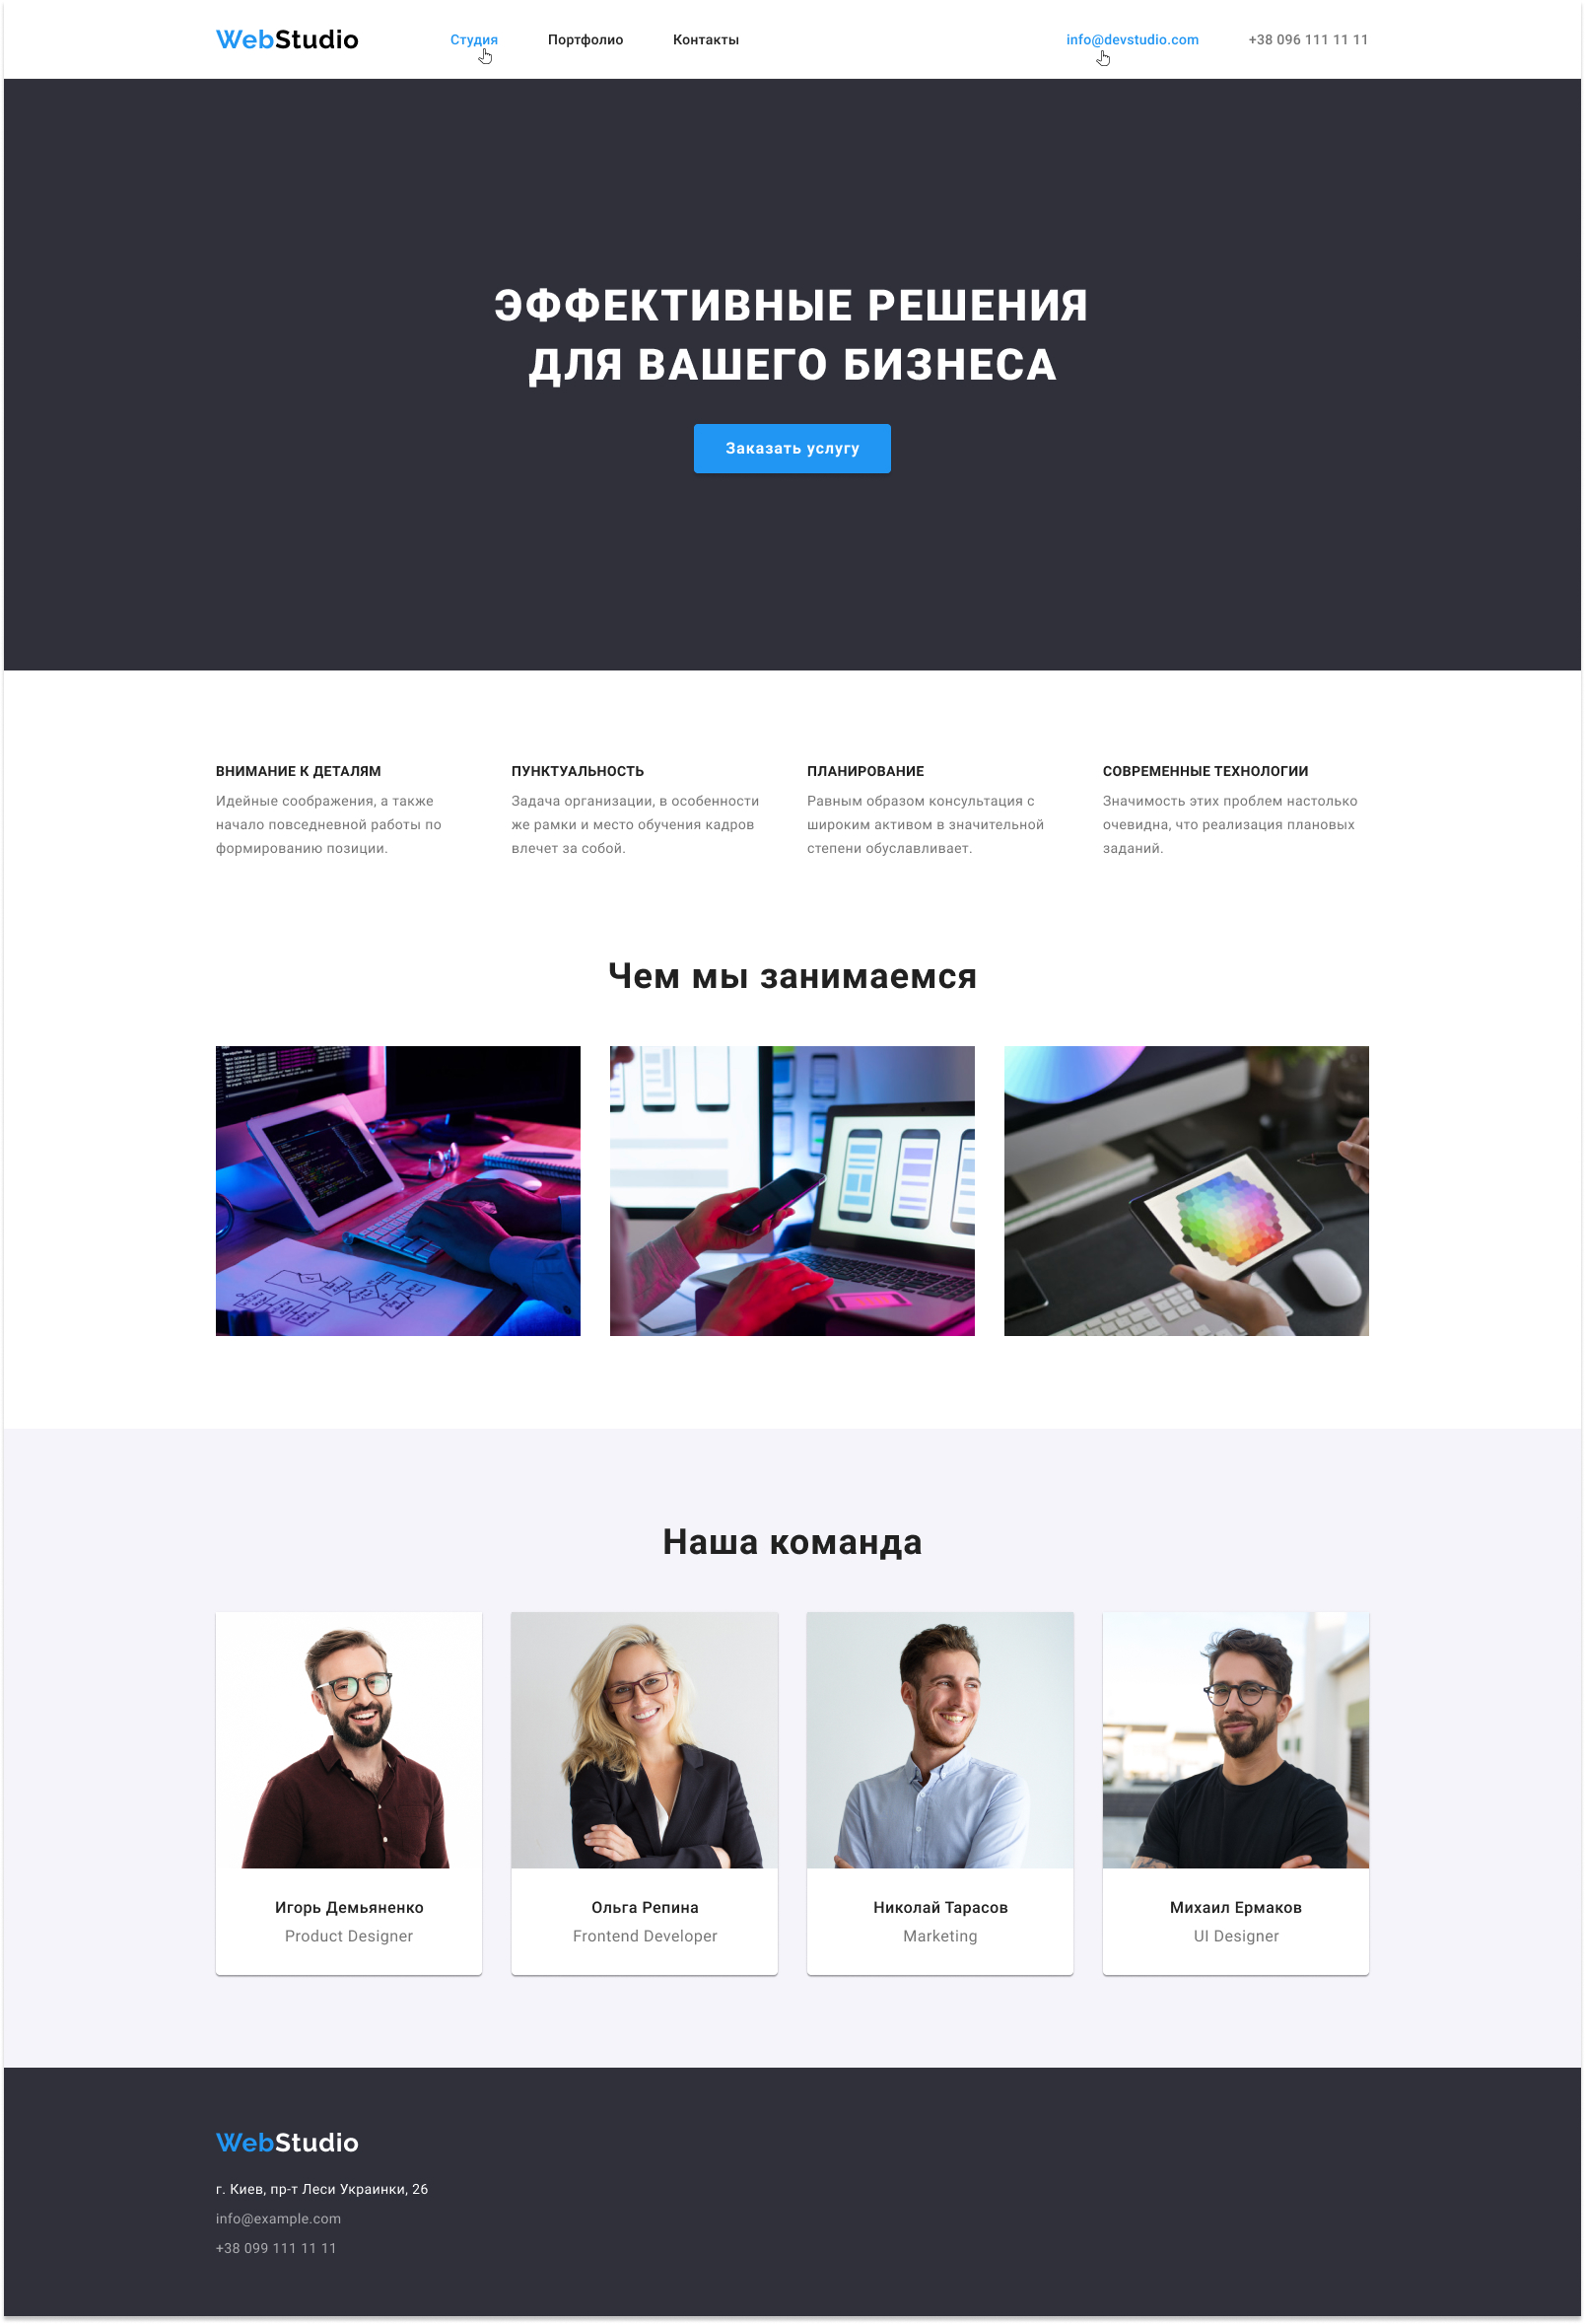 WebStudio Студия Портфолио Контакты info@devstudio.com +38 096 111 11 11
ЭФФЕКТИВНЫЕ РЕШЕНИЯ
ДЛЯ ВАШЕГО БИЗНЕСА
Заказать услугу
ВНИМАНИЕ К ДЕТАЛЯМ
Идейные соображения, а также
начало повседневной работы по
формированию позиции.
ПУНКТУАЛЬНОСТЬ
Задача организации, в особенности
же рамки и место обучения кадров
влечет за собой.
ПЛАНИРОВАНИЕ
Равным образом консультация с
широким активом в значительной
степени обуславливает.
СОВРЕМЕННЫЕ ТЕХНОЛОГИИ
Значимость этих проблем настолько
очевидна, что реализация плановых
заданий.
Чем мы занимаемся
Наша команда
Игорь Демьяненко
Product Designer
Ольга Репина
Frontend Developer
Николай Тарасов
Marketing
Михаил Ермаков
UI Designer
WebStudio
г. Киев, пр-т Леси Украинки, 26
info@example.com
+38 099 111 11 11